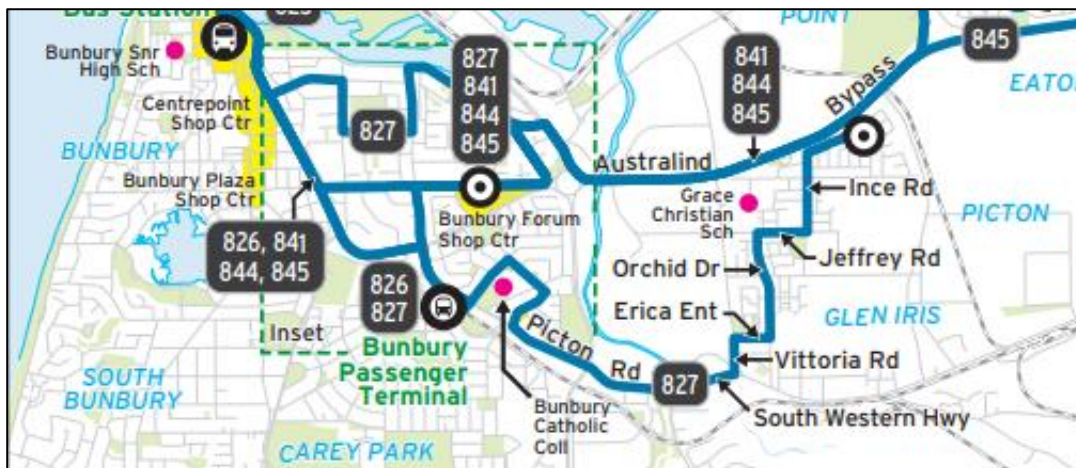 Bus Station
823
POINT
845
Bunbury Snr
High Sch
827
841
844
845
841
844
845
Bypass
EATO
Centrepoint
Shop Ctr
827
BUNBURY
Australind
Bunbury Plaza
Shop Ctr
Ince Rd
Grace
Christian
Sch
PICTON
Bunbury Forum
Shop Ctr
826, 841
844, 845
Jeffrey Rd
Orchid Dr
826
827
Erica Ent
GLEN IRIS
Inset
Picton
Rd
Bunbury
Passenger
Terminal
Vittoria Rd
827
SOUTH
BUNBURY
Bunbury
Catholic
Coll
South Western Hwy
CAREY PARK